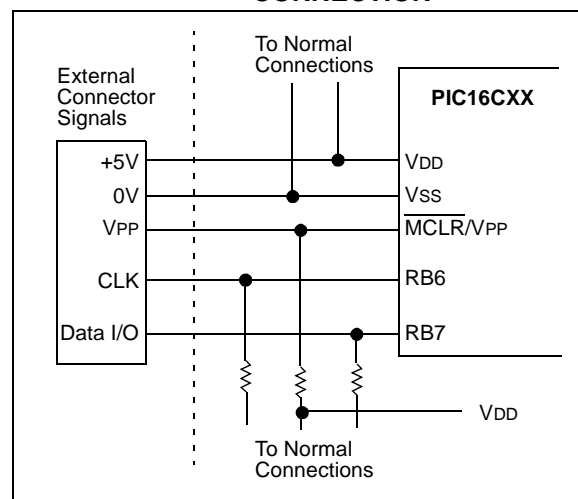 To Normal
Connections
External
Connector
Signals
PIC16CXX
+5V
VDD
0V
VSS
VPP
MCLR/VPP
CLK
RB6
Data I/O
RB7
VDD
To Normal
Connections